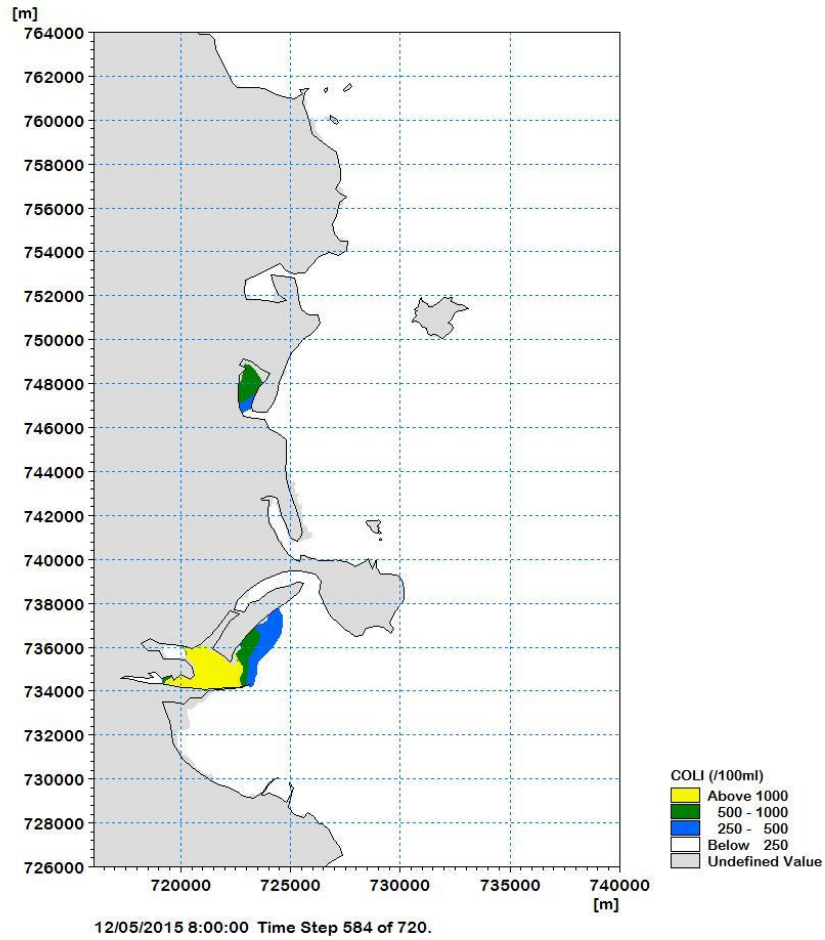 [m]
764000
762000
760000
758000
756000
754000
752000
750000
748000
746000
744000
742000
740000
738000
736000
734000
732000
730000
728000
726000
720000 725000 730000 735000 740000
[m]
COLI (/100ml)
Above 1000
500 - 1000
250 - 500
Below 250
Undefined Value
12/05/2015 8:00:00 Time Step 584 of 720.